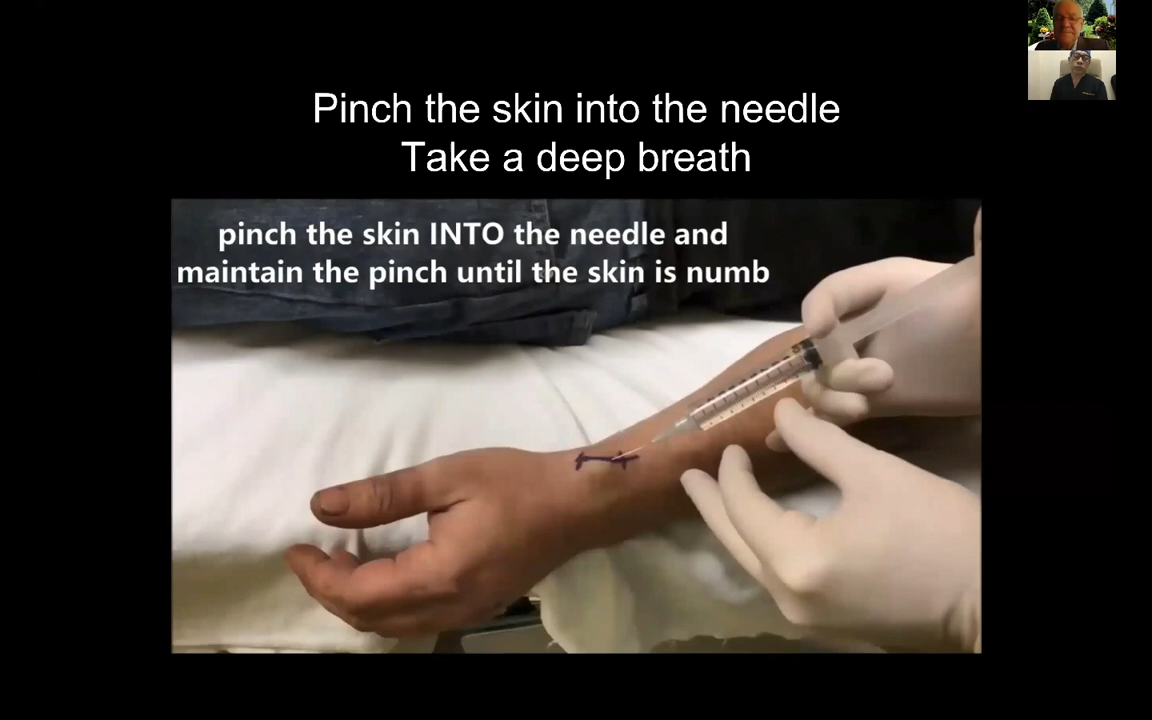 Pinch the skin into the needle
Take a deep breath
pinch the skin INTO the needle and
maintain the pinch until the skin is numb